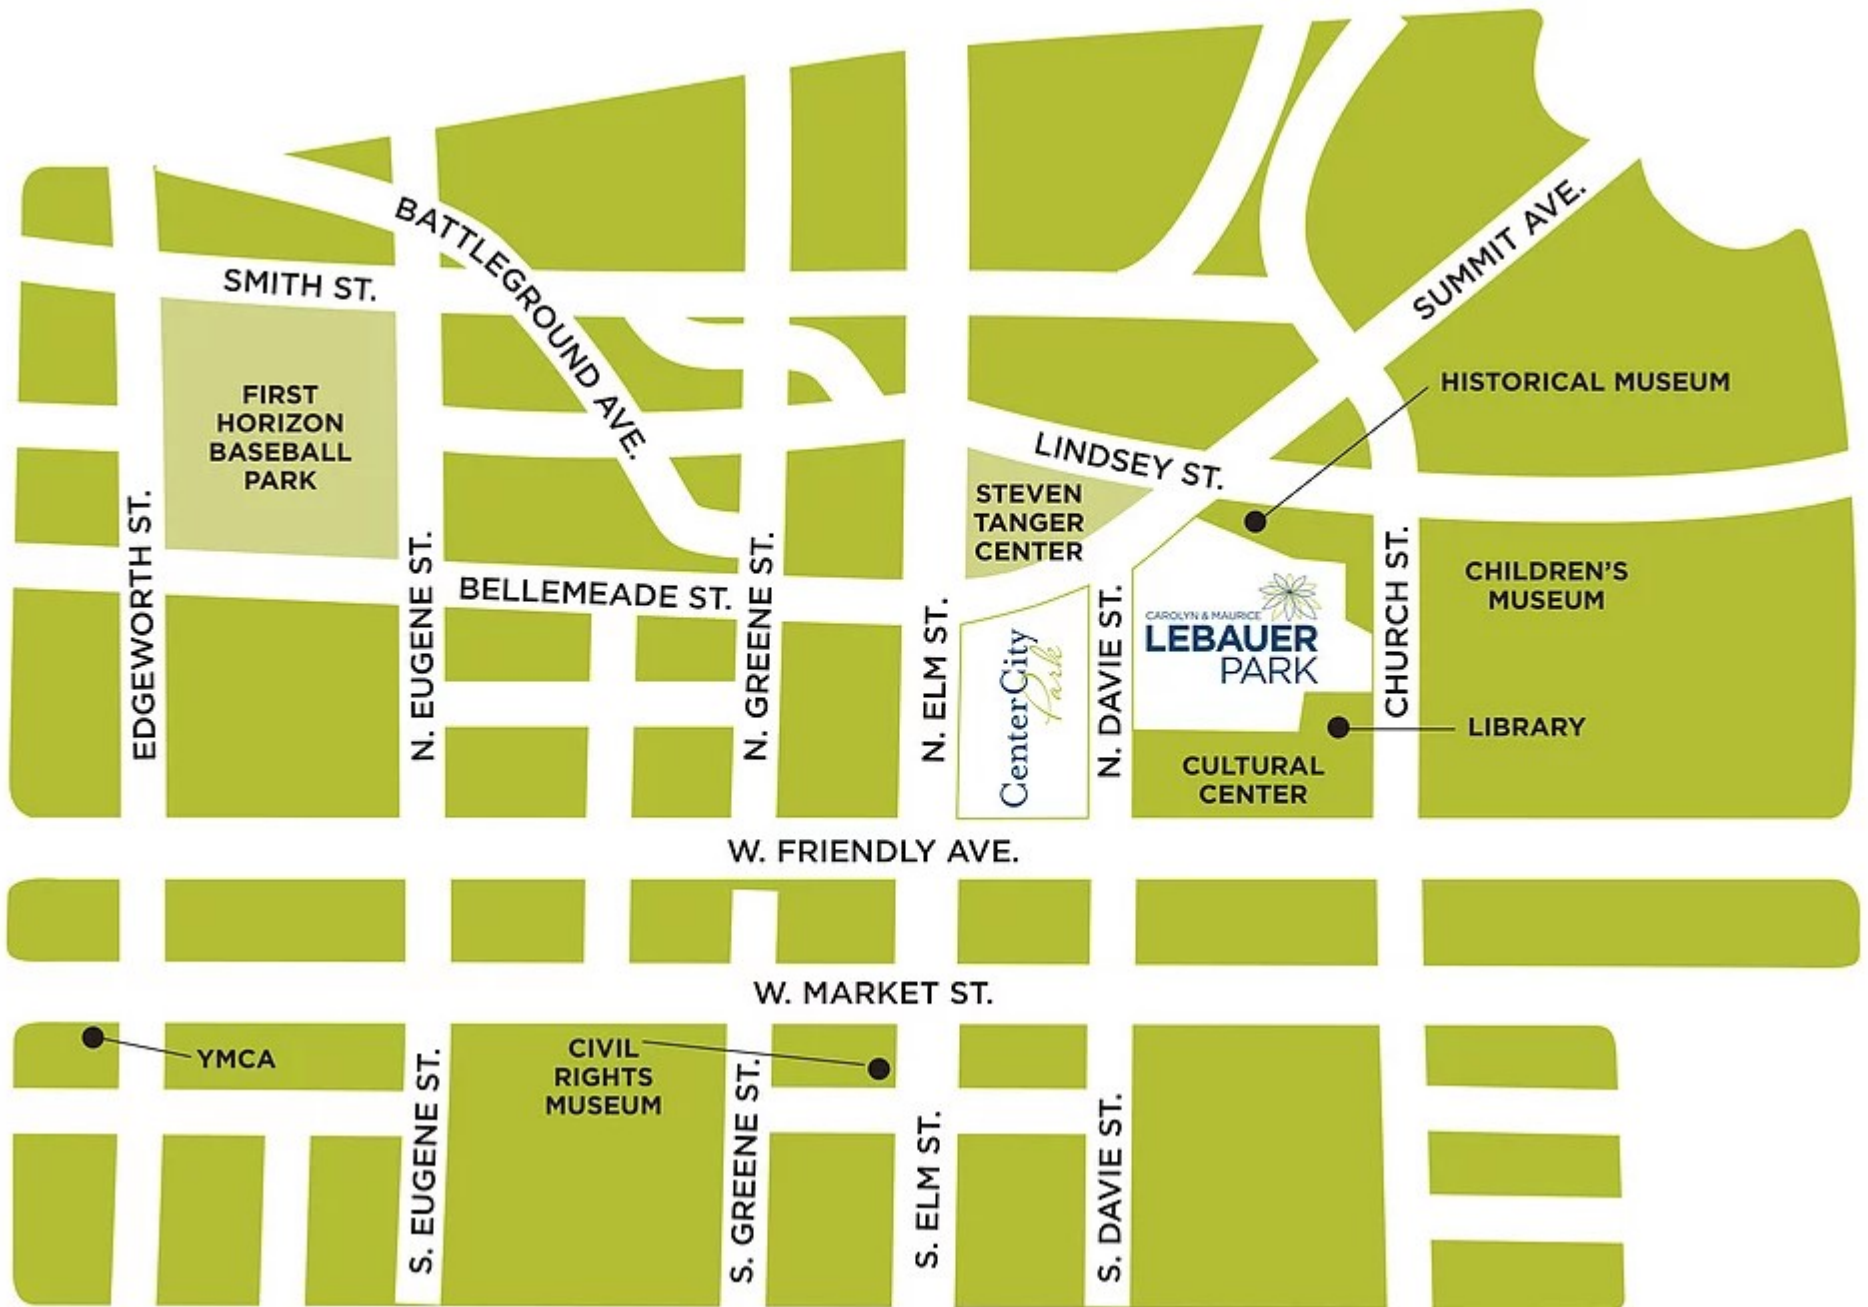 BATTLEGROUND AVE.
SUMMIT AVE.
SMITH ST.
HISTORICAL MUSEUM
FIRST
HORIZON
BASEBALL
PARK
LINDSEY ST.
STEVEN
TANGER
CENTER
EDGEWORTH ST.
N. EUGENE ST.
BELLEMEADE ST.
N. GREENE ST.
N. ELM ST.
CenterCity
Park
N. DAVIE ST.
CAROLYN & MAURICE
LEBAUER
PARK
CHURCH ST.
CHILDREN'S
MUSEUM
LIBRARY
CULTURAL
CENTER
W. FRIENDLY AVE.
W. MARKET ST.
YMCA
S. EUGENE ST.
CIVIL
RIGHTS
MUSEUM
S. GREENE ST.
S. ELM ST.
S. DAVIE ST.